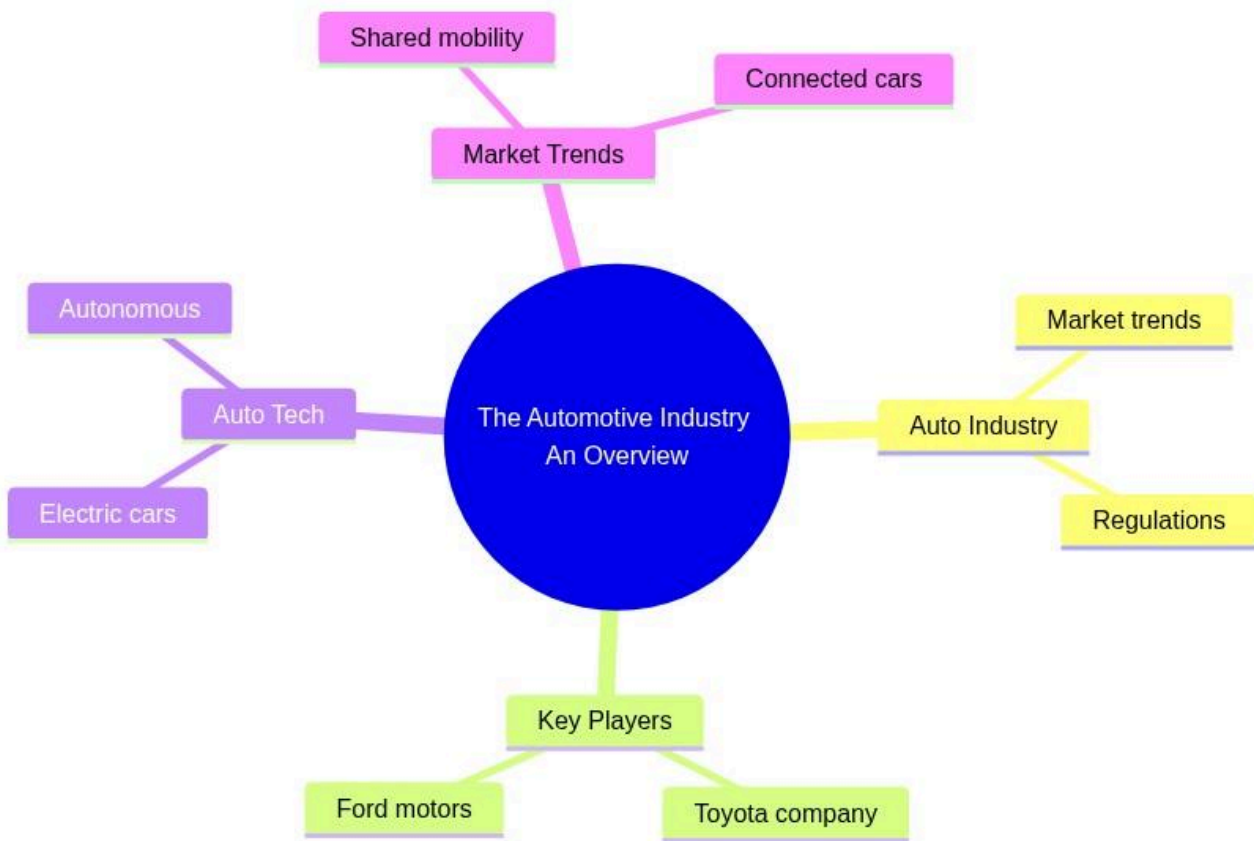 Shared mobility
Connected cars
Market Trends
Autonomous
Market trends
Auto Tech
The Automotive Industry
An Overview
Auto Industry
Electric cars
Regulations
Key Players
Ford motors
Toyota company